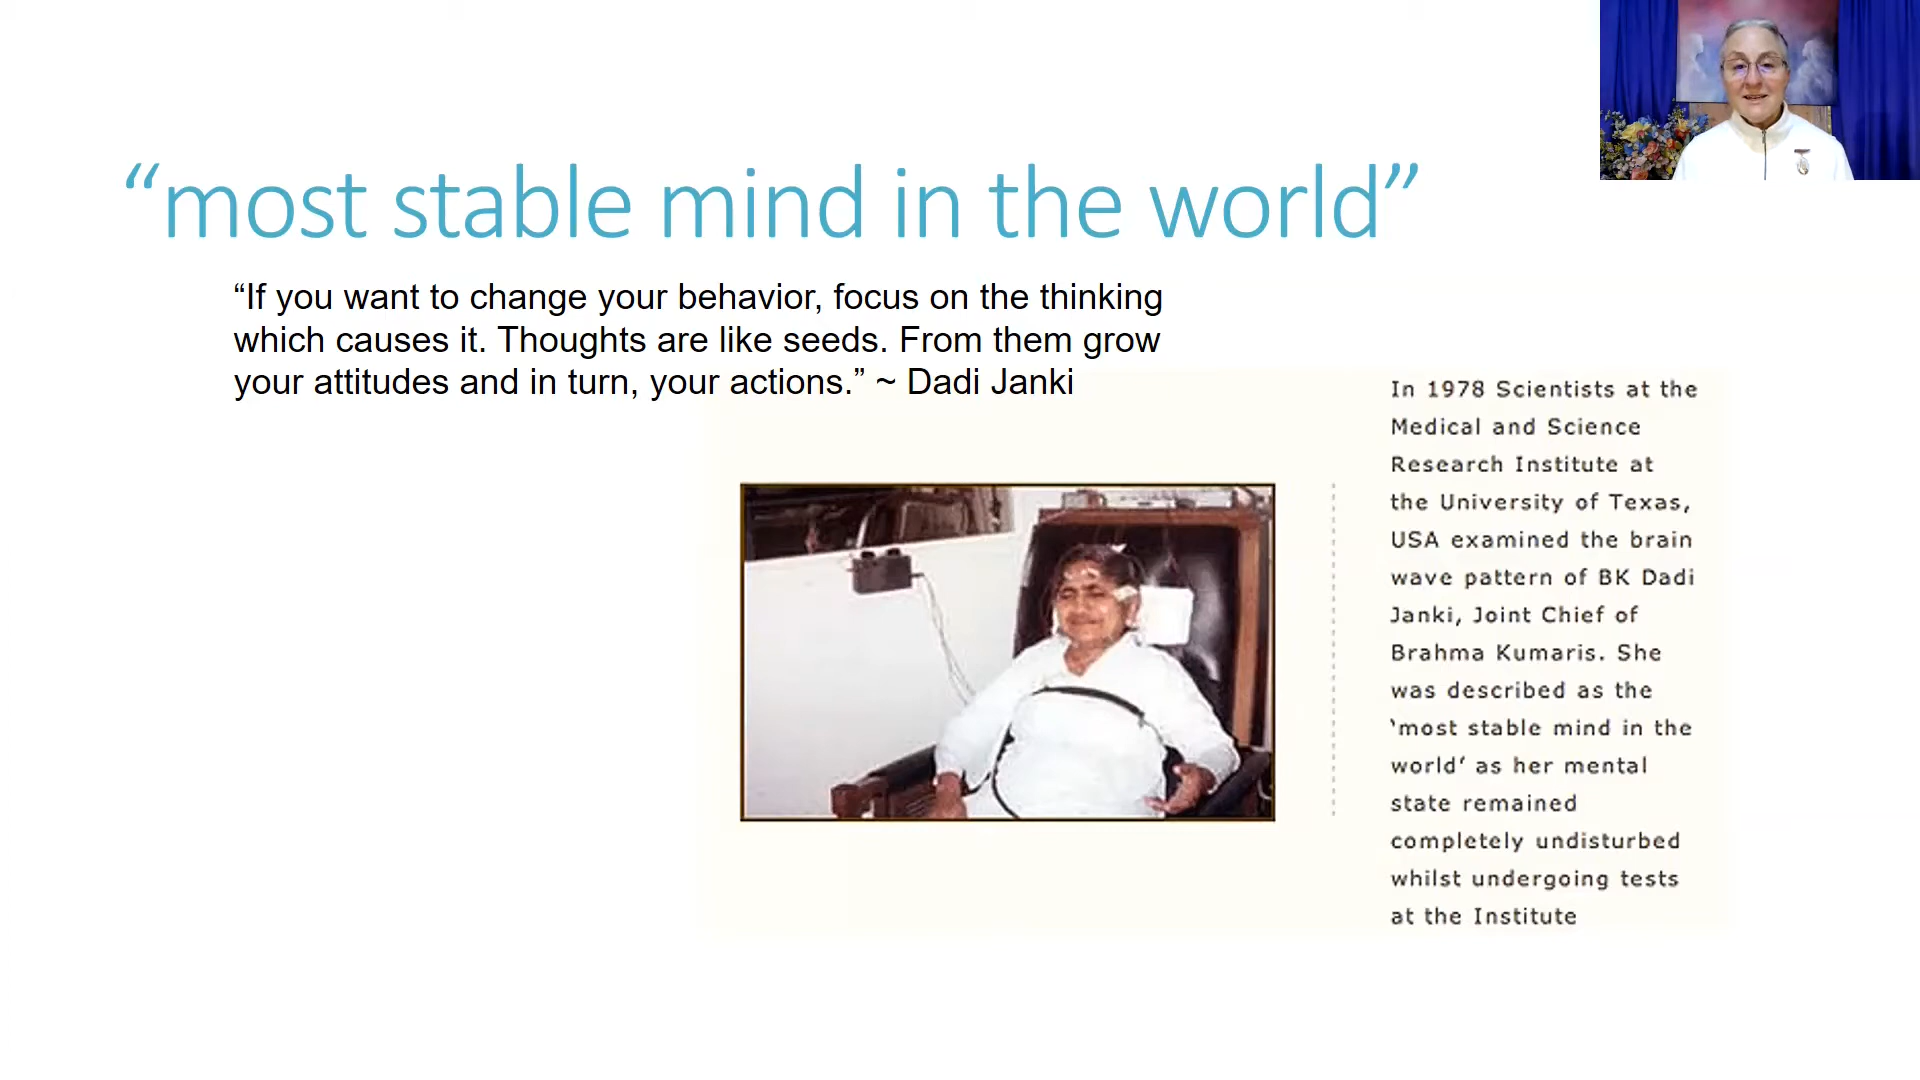 “most stable mind in the world”
“If you want to change your behavior, focus on the thinking
which causes it. Thoughts are like seeds. From them grow
your attitudes and in turn, your actions.” ~ Dadi Janki
In 1978 Scientists at the
Medical and Science
Research Institute at
the University of Texas,
USA examined the brain
wave pattern of BK Dadi
Janki, Joint Chief of
Brahma Kumaris. She
was described as the
‘most stable mind in the
world’ as her mental
state remained
completely undisturbed
whilst undergoing tests
at the Institute